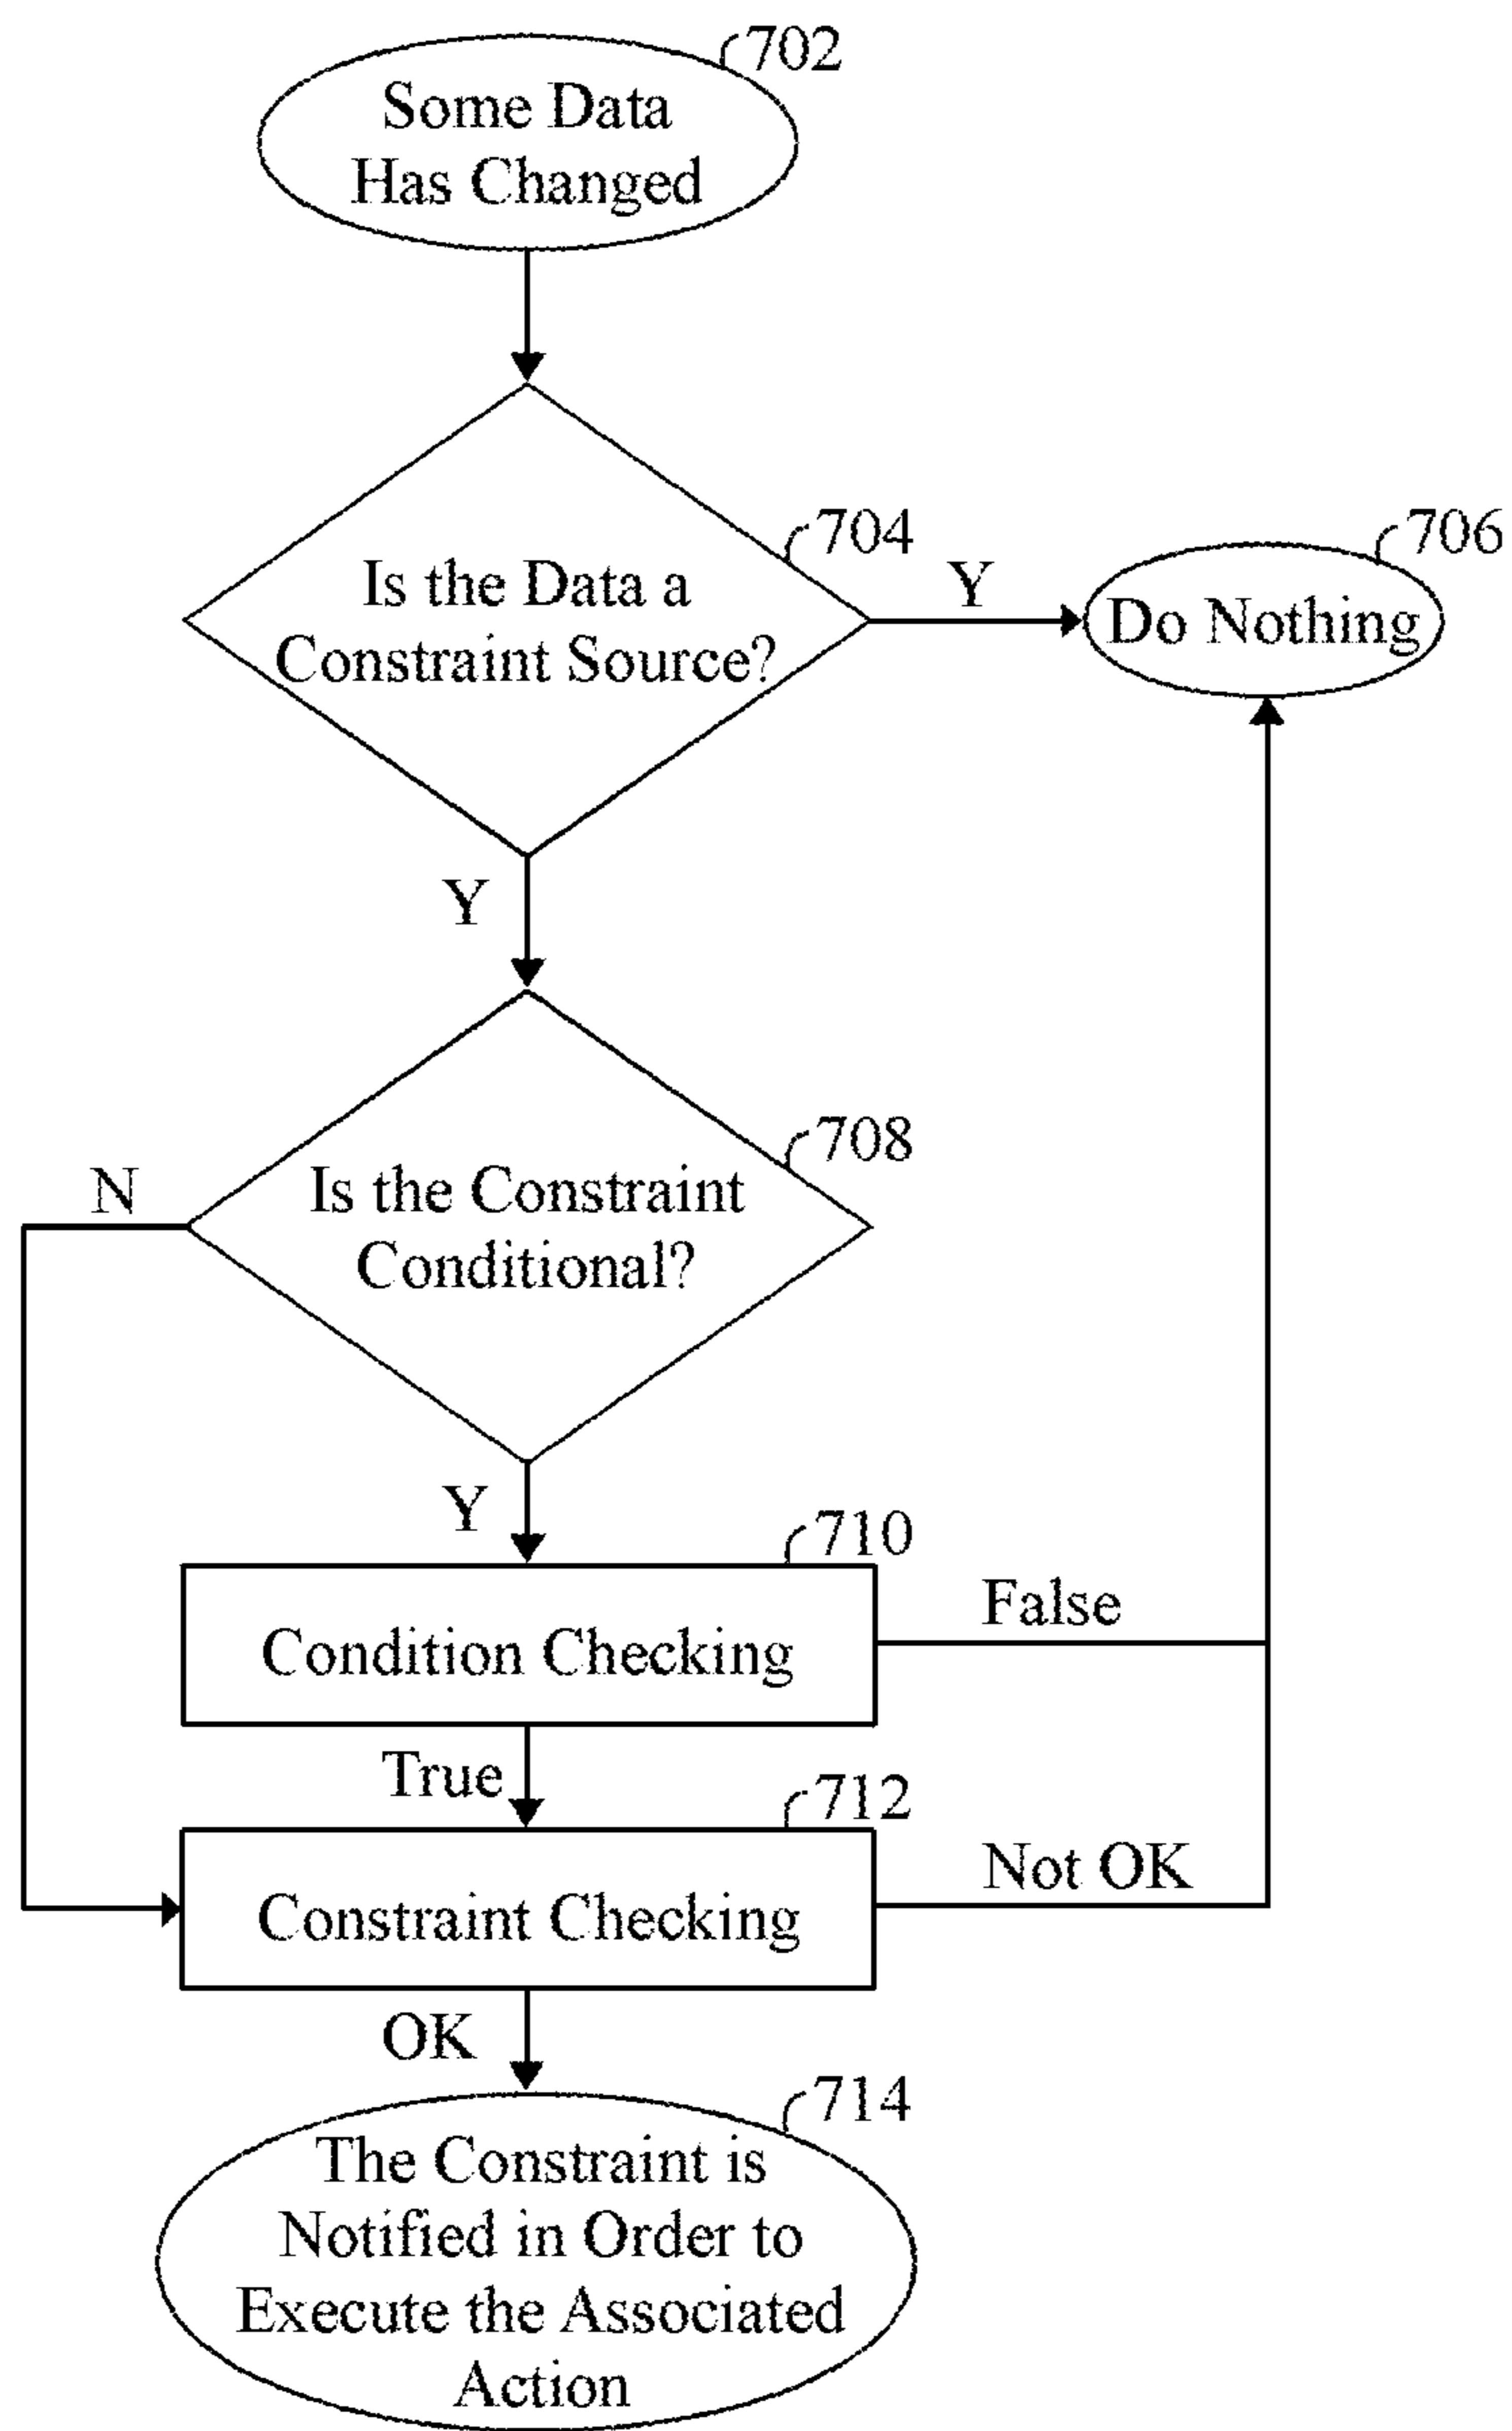 702
Some Data
Has Changed
704
Is the Data a
Constraint Source?
Y
706
Do Nothing
Y
708
Is the Constraint
Conditional?
N
Y
710
Condition Checking
False
True
712
Constraint Checking
Not OK
OK
714
The Constraint is
Notified in Order to
Execute the Associated
Action